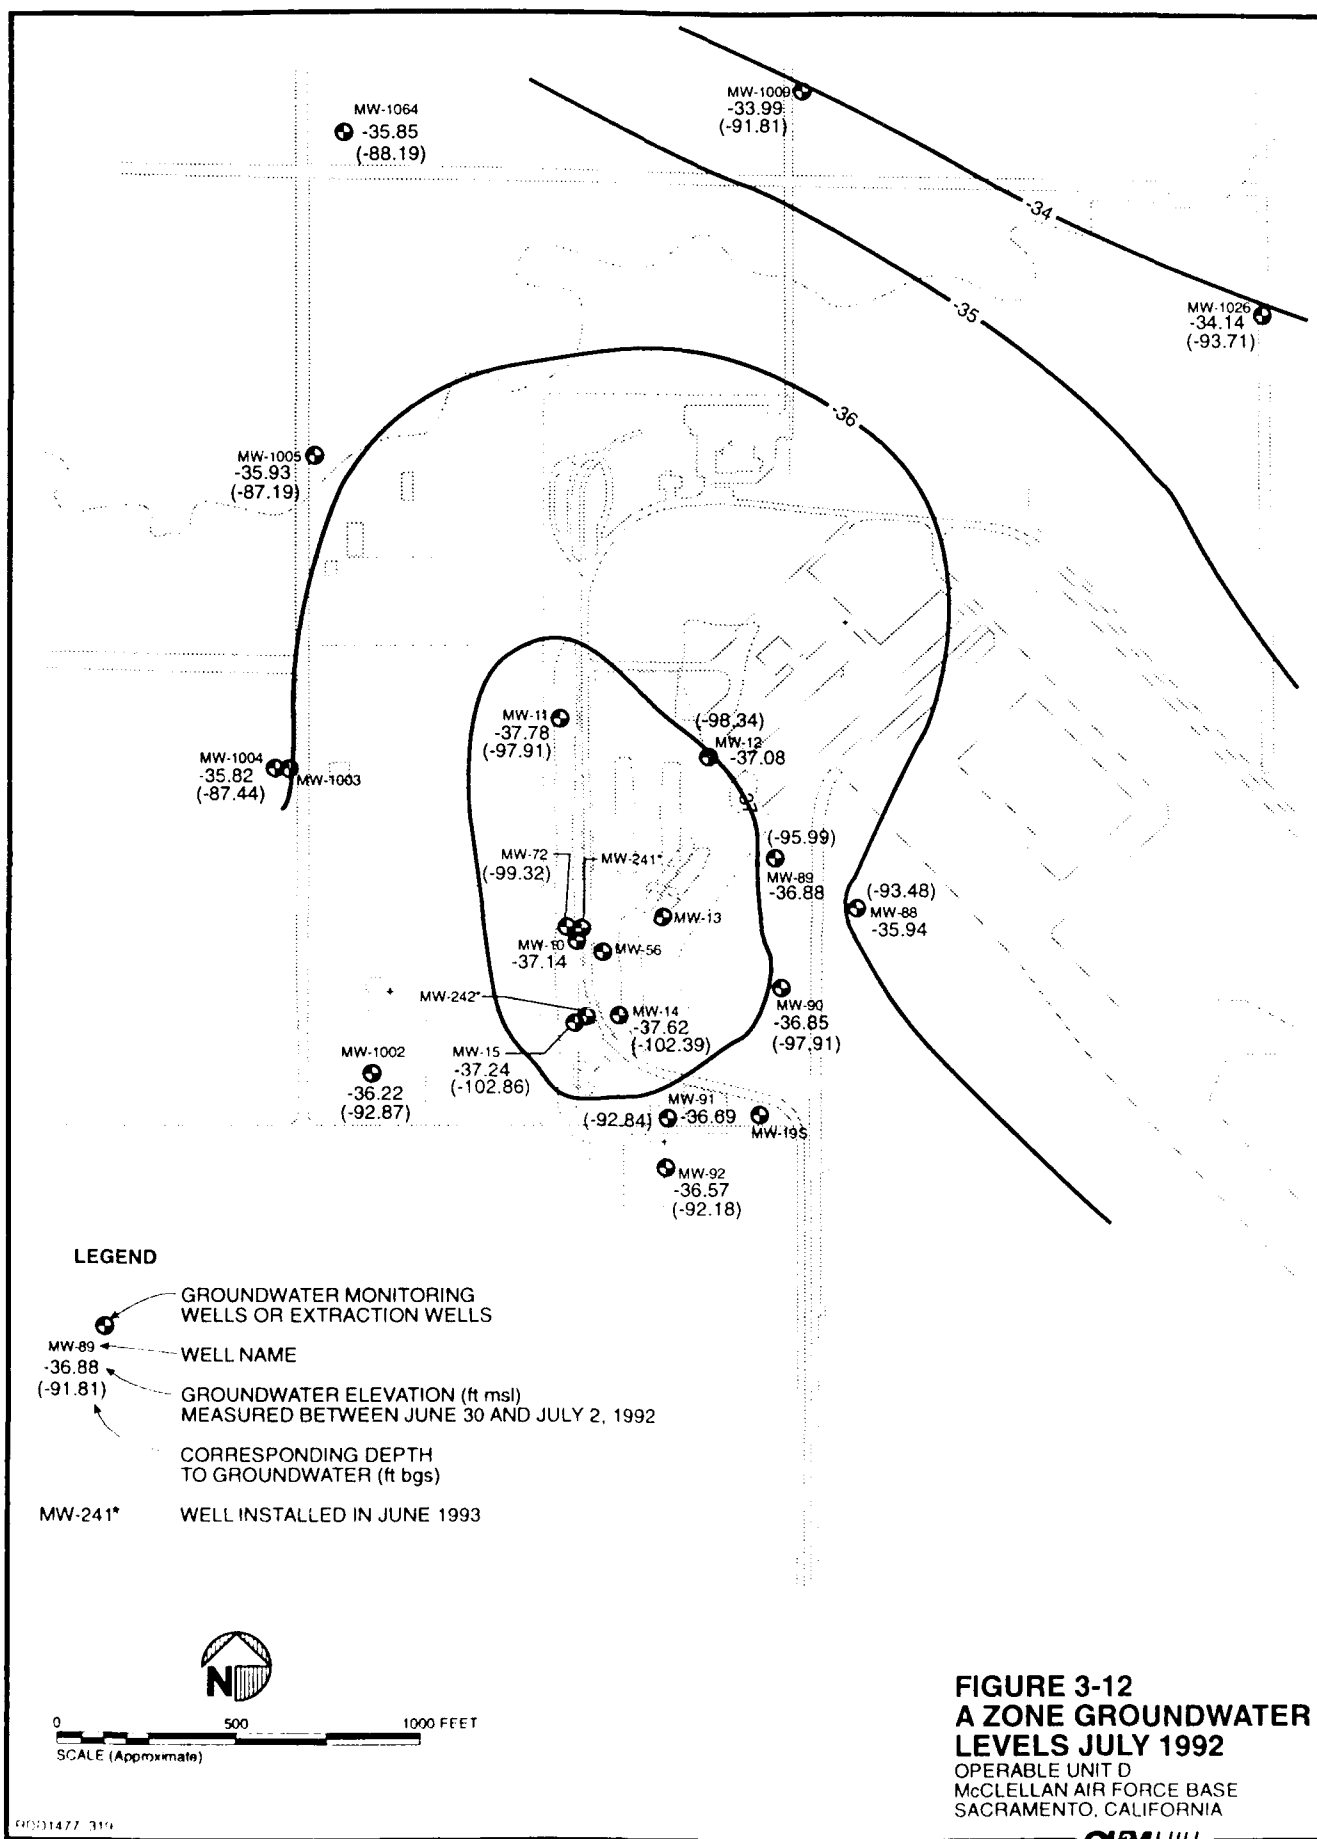 MW-1064
-35.85
(-88.19)
MW-1009
-33.99
(-91.81)
-34
-35
MW-1026
-34.14
(-93.71)
-36
MW-1005
-35.93
(-87.19)
MW-11
-37.78
(-97.91)
(-98.34)
MW-12
-37.08
MW-1004
-35.82
(-87.44)
MW-1003
-37
(-95.99)
MW-89
-36.88
MW-72
(-99.32)
MW-241*
(-93.48)
MW-88
-35.94
MW-13
MW-10
-37.14
MW-56
MW-242*
MW-14
-37.62
(-102.39)
MW-90
-36.85
(-97.91)
MW-15
-37.24
(-102.86)
MW-1002
-36.22
(-92.87)
MW-91
(-92.84) -36.69
MW-19S
MW-92
-36.57
(-92.18)
LEGEND
GROUNDWATER MONITORING
WELLS OR EXTRACTION WELLS
MW-89
WELL NAME
-36.88
(-91.81)
GROUNDWATER ELEVATION (ft msl)
MEASURED BETWEEN JUNE 30 AND JULY 2, 1992
CORRESPONDING DEPTH
TO GROUNDWATER (ft bgs)
MW-241* WELL INSTALLED IN JUNE 1993
N
0 500 1000 FEET
SCALE (Approximate)
FIGURE 3-12
A ZONE GROUNDWATER
LEVELS JULY 1992
OPERABLE UNIT D
McCLELLAN AIR FORCE BASE
SACRAMENTO, CALIFORNIA